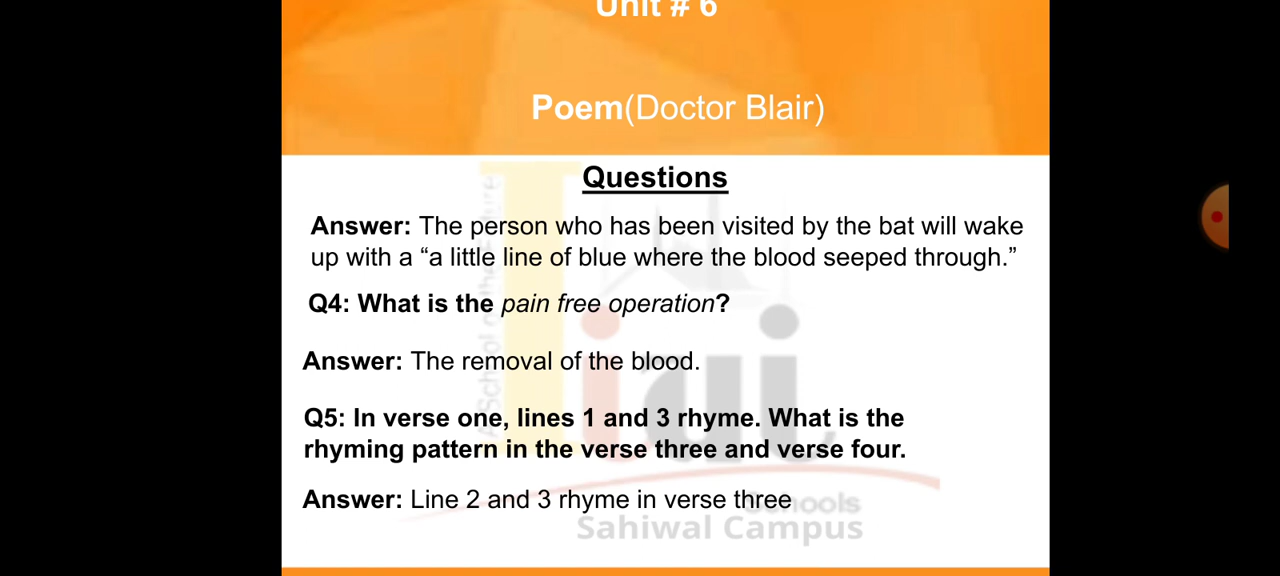 Unit # 6
Poem(Doctor Blair)
Questions
Answer: The person who has been visited by the bat will wake
up with a “a little line of blue where the blood seeped through.”
Q4: What is the pain free operation?
Answer: The removal of the blood.
Q5: In verse one, lines 1 and 3 rhyme. What is the
rhyming pattern in the verse three and verse four.
Answer: Line 2 and 3 rhyme in verse three
Schools
Sahiwal Campus